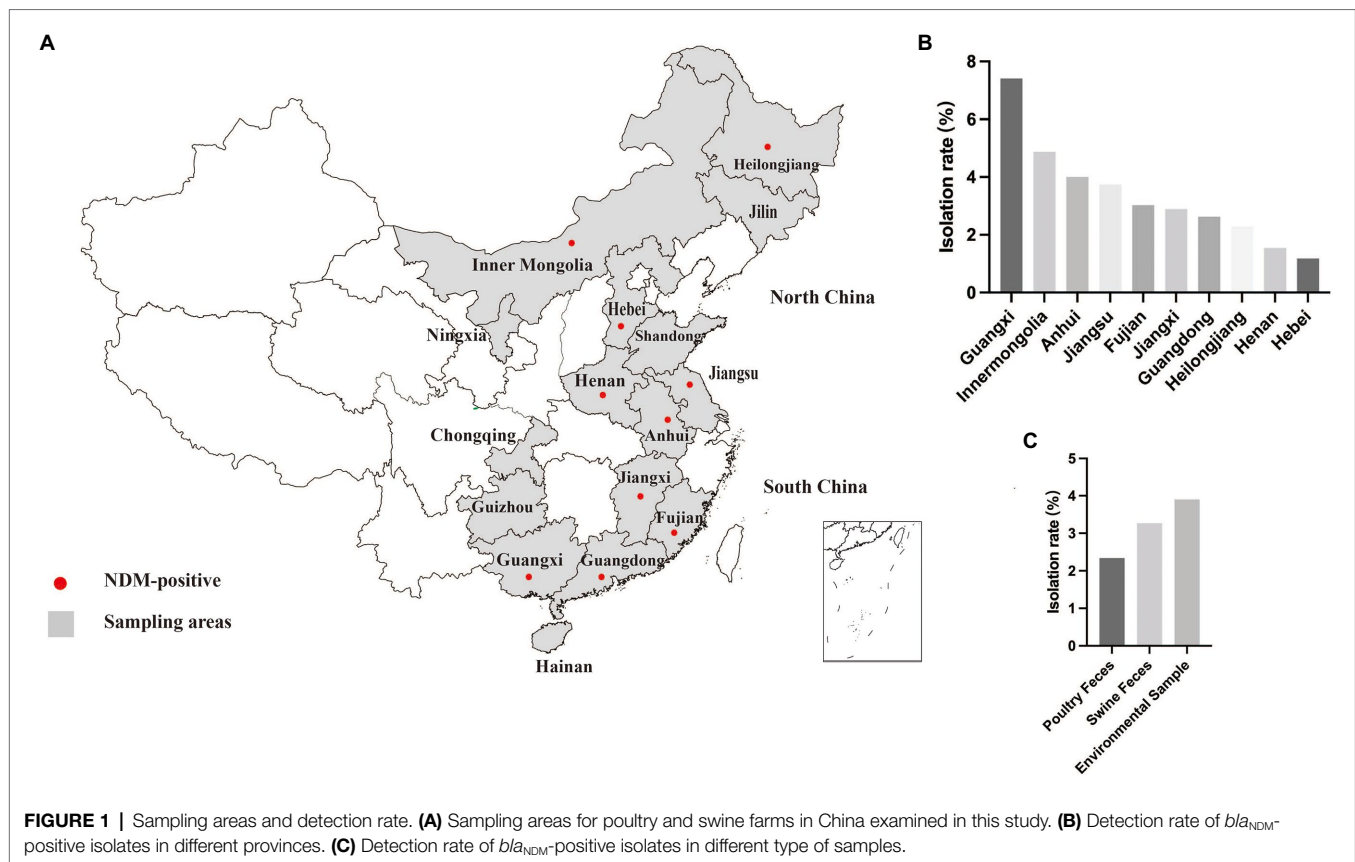 A
Heilongjiang
Jilin
Inner Mongolia
North China
Hebei
Ningxia
Shandong
Jiangsu
Henan
Chongqing
Anhui
Jiangxi
South China
Guizhou
Fujian
Guangxi
Guangdong
NDM-positive
Sampling areas
Hainan
B
Isolation rate (%)
8
6
4
2
0
Guangxi
Innermongolia
Anhui
Jiangsu
Fujian
Jiangxi
Guangdong
Heilongjiang
Henan
Hebei
C
Isolation rate (%)
5
4
3
2
1
0
Poultry Feces
Swine Feces
Environmental Sample
FIGURE 1 | Sampling areas and detection rate. (A) Sampling areas for poultry and swine farms in China examined in this study. (B) Detection rate of blaNDM-
positive isolates in different provinces. (C) Detection rate of blaNDM-positive isolates in different type of samples.